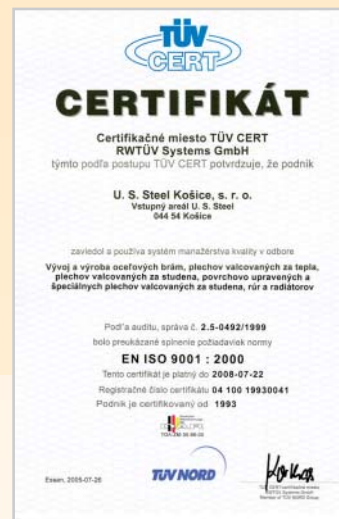 TÜV
CERT
CERTIFIKÁT
Certifikačné miesto TÜV CERT
RWTÜV Systems GmbH
týmto podľa postupu TÜV CERT potvrdzuje, že podnik
U. S. Steel Košice, s. r. o.
Vstupný areál U. S. Steel
044 54 Košice
zaviedol a používa systém manažérstva kvality v odbore
Vývoj a výroba oceľových brám, plechov valcovaných za tepla,
plechov valcovaných za studena, povrchovo upravených a
špeciálnych plechov valcovaných za studena, rúr a radiátorov
Podľa auditu, správa č. 2.5-0492/1999
bolo preukázané splnenie požiadaviek normy
EN ISO 9001 : 2000
Tento certifikát je platný do 2008-07-22
Registračné číslo certifikátu 04 100 19930041
Podnik je certifikovaný od 1993
Essen, 2005-07-26
TÜV NORD